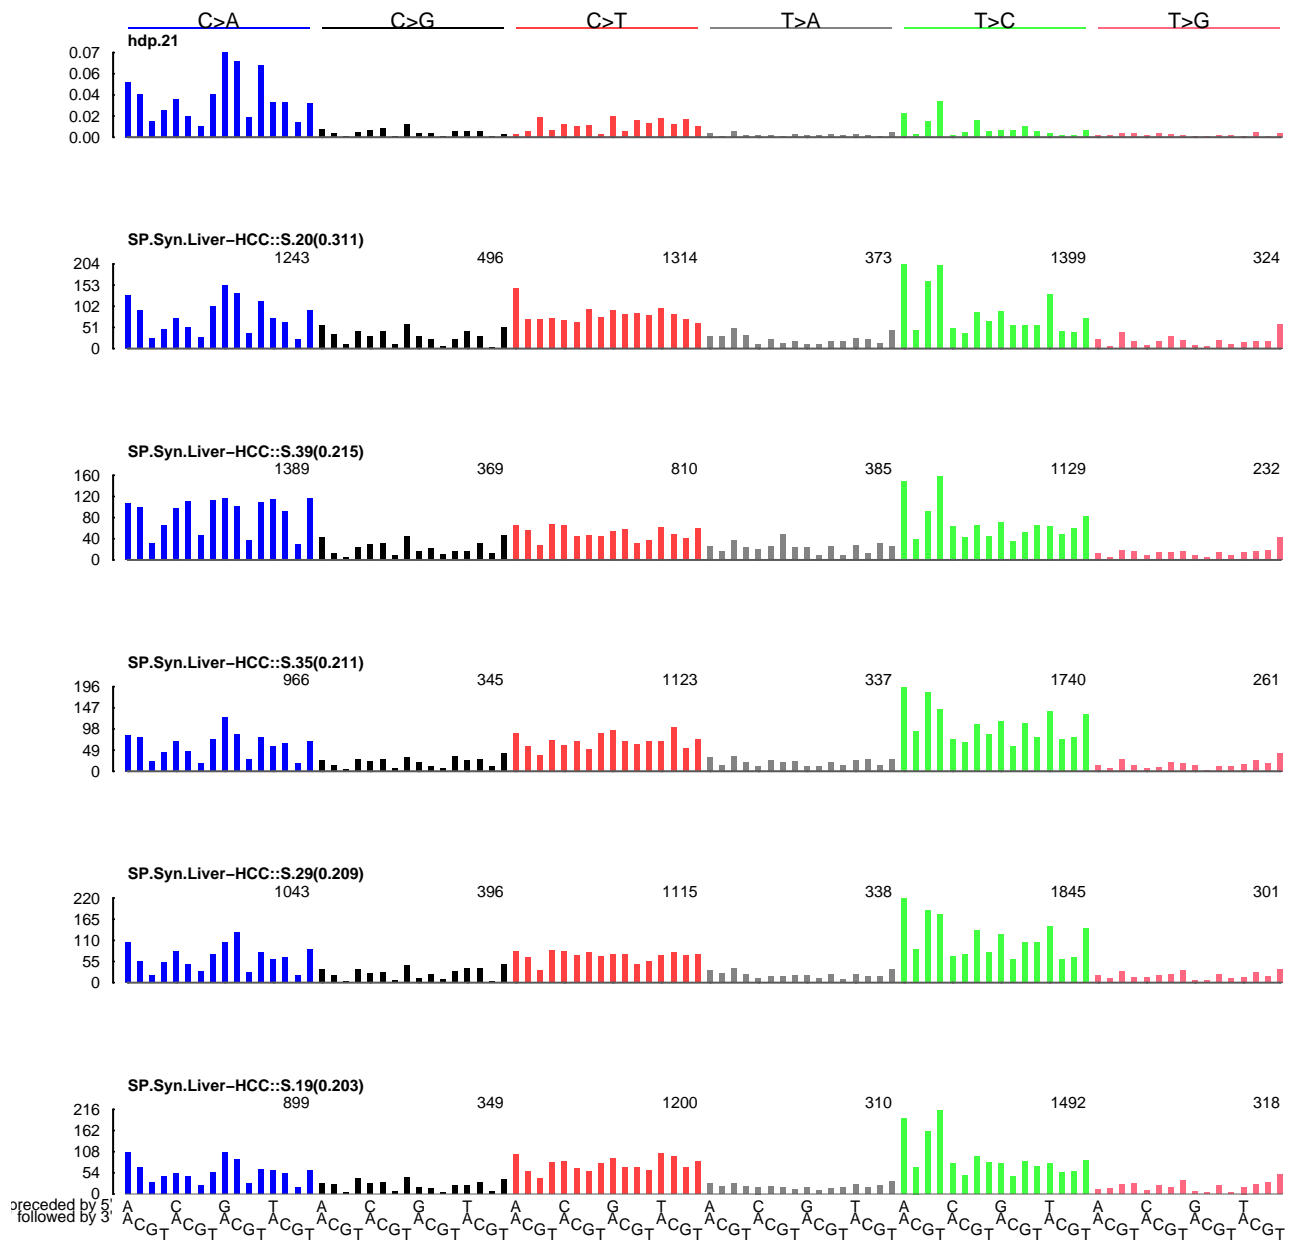 C>A C>G C>T T>A T>C T>G
hdp.21
0.07
0.06
0.04
0.02
0.00
SP.Syn.Liver−HCC::S.20(0.311)
1243 496 1314 373 1399 324
204
153
102
51
0
SP.Syn.Liver−HCC::S.39(0.215)
1389 369 810 385 1129 232
160
120
80
40
0
SP.Syn.Liver−HCC::S.35(0.211)
966 345 1123 337 1740 261
196
147
98
49
0
SP.Syn.Liver−HCC::S.29(0.209)
1043 396 1115 338 1845 301
220
165
110
55
0
SP.Syn.Liver−HCC::S.19(0.203)
899 349 1200 310 1492 318
216
162
108
54
0
preceded by 5' A C G T A C G T A C G T A C G T A C G T A C G T
followed by 3' A C G T A C G T A C G T A C G T A C G T A C G T A C G T A C G T A C G T A C G T A C G T A C G T A C G T A C G T A C G T A C G T A C G T A C G T A C G T A C G T A C G T A C G T A C G T A C G T